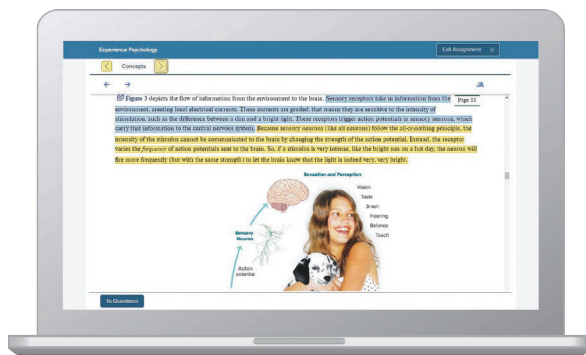 Experience Psychology
Exit Assignment ×
Concepts
Page 93
Figure 3 depicts the flow of information from the environment to the brain. Sensory receptors take in information from the
environment, creating local electrical currents. These currents are graded; that means they are sensitive to the intensity of
stimulation, such as the difference between a dim and a bright light. These receptors trigger action potentials in sensory neurons, which
carry that information to the central nervous system. Because sensory neurons (like all neurons) follow the all-or-nothing principle, the
intensity of the stimulus cannot be communicated to the brain by changing the strength of the action potential. Instead, the receptor
varies the frequency of action potentials sent to the brain. So, if a stimulus is very intense, like the bright sun on a hot day, the neuron will
fire more frequently (but with the same strength) to let the brain know that the light is indeed very, very bright.
Sensation and Perception
Vision
Taste
Smell
Hearing
Balance
Touch
Sensory
Neuron
Action
potential
To Questions